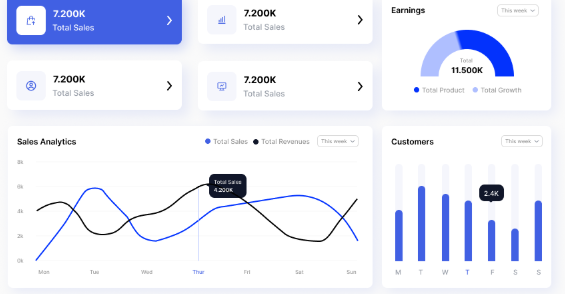 7.200K
Total Sales
7.200K
Total Sales
Earnings
This week
Total
11.500K
Total Product
Total Growth
7.200K
Total Sales
7.200K
Total Sales
Sales Analytics
Total Sales
Total Revenues
This week
8k
6k
4k
2k
0k
Total Sales
4.200K
Mon Tue Wed Thur Fri Sat Sun
Customers
This week
2.4K
M T W T F S S